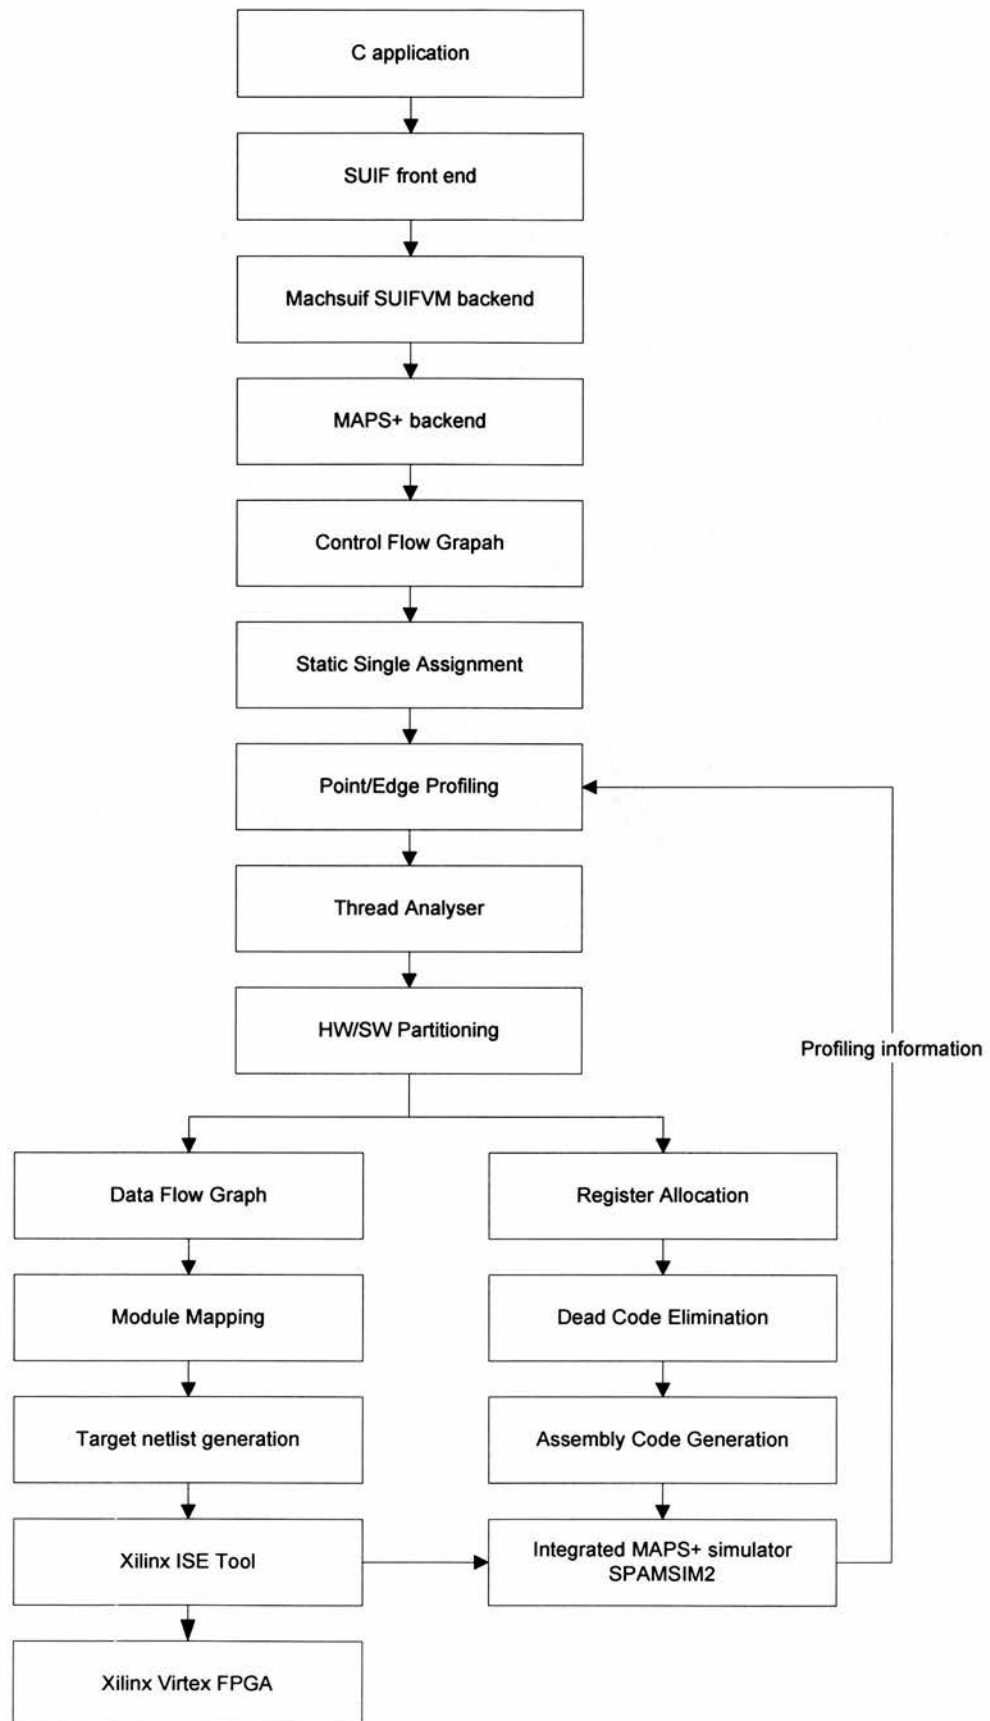 C application
SUIF front end
Machsuif SUIFVM backend
MAPS+ backend
Control Flow Grapah
Static Single Assignment
Point/Edge Profiling
Thread Analyser
HW/SW Partitioning
Profiling information
Data Flow Graph
Register Allocation
Module Mapping
Dead Code Elimination
Target netlist generation
Assembly Code Generation
Xilinx ISE Tool
Integrated MAPS+ simulator
SPAMSIM2
Xilinx Virtex FPGA